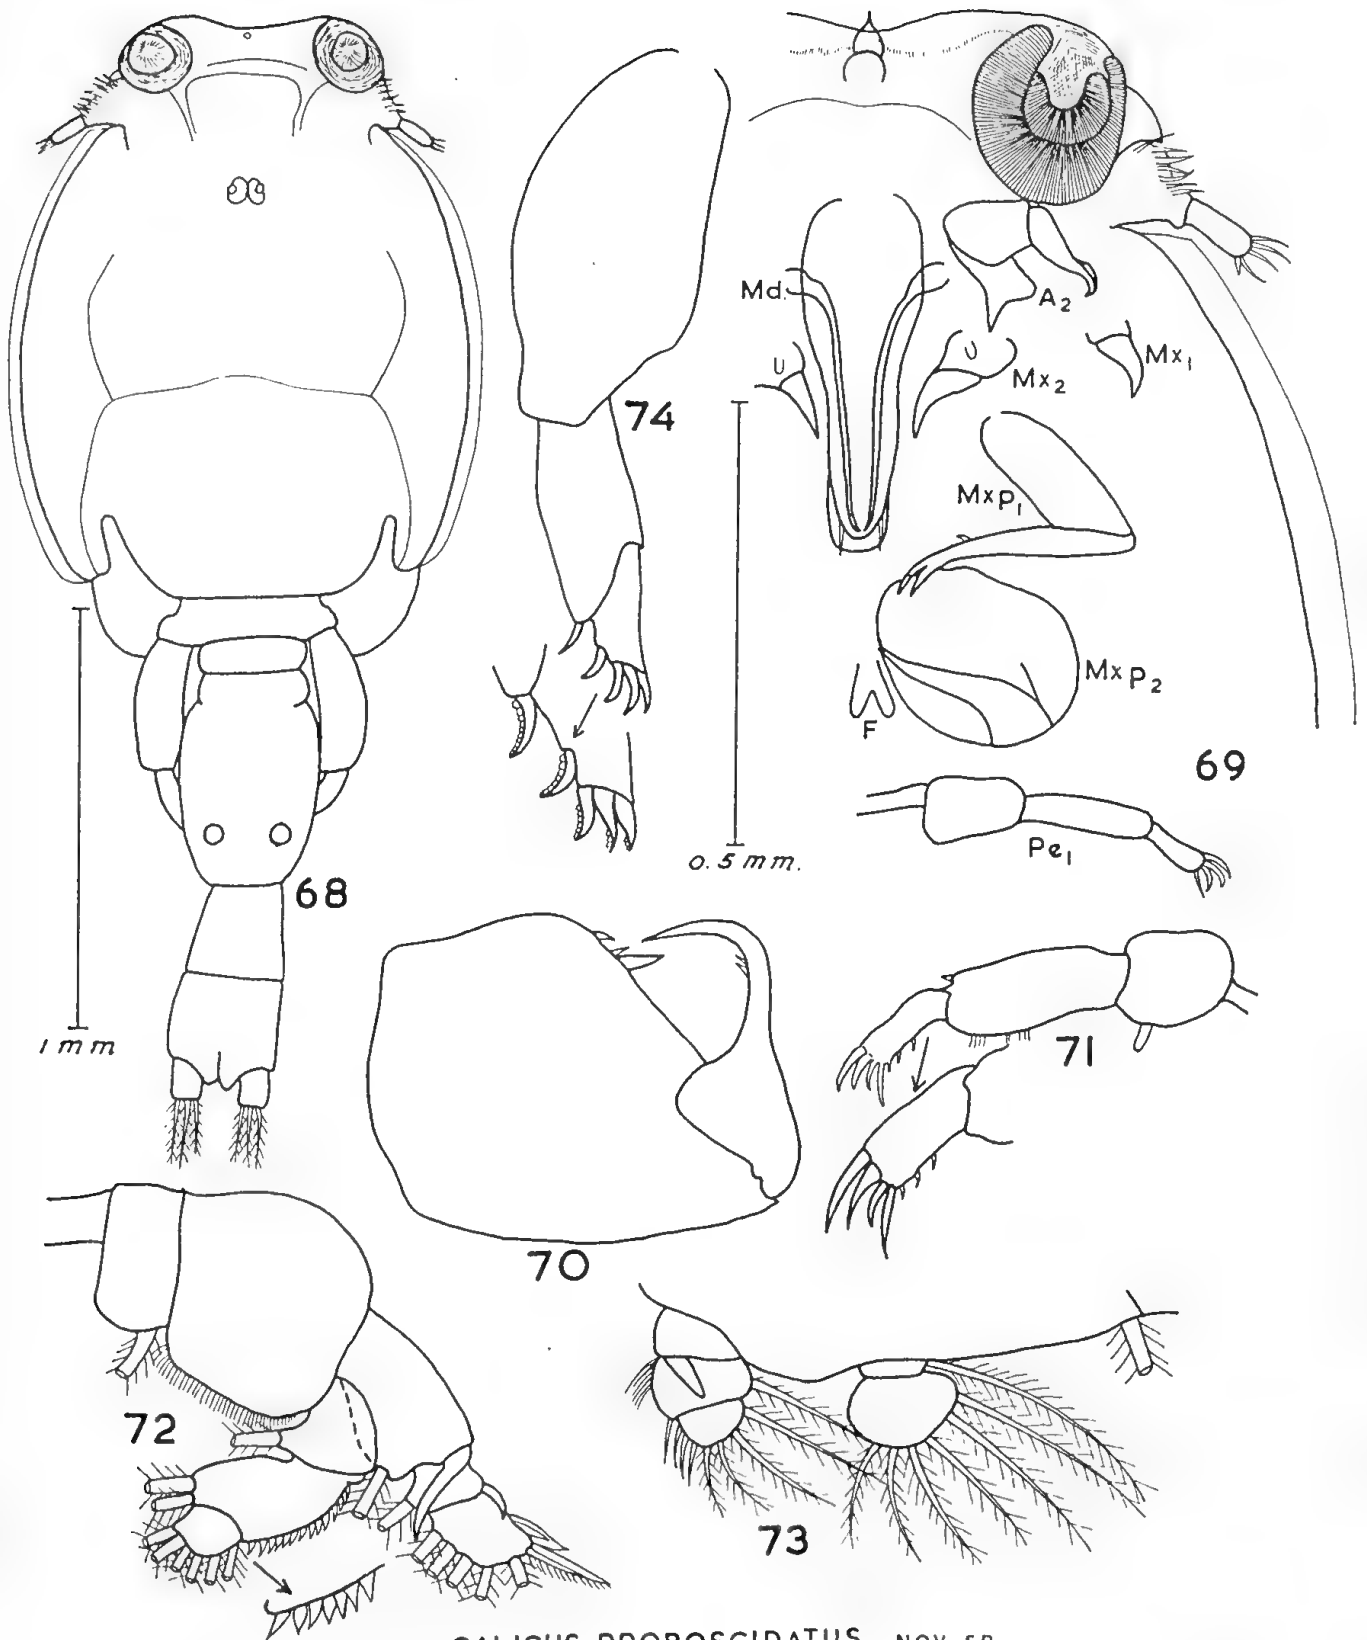 Md.
A2
U
U
Mx1
Mx2
74
Mxp1
Mxp2
F
69
0.5 mm.
Pe1
68
1 mm
71
70
72
73
CALIGUS PROBOSCIDATUS NOV. SP.